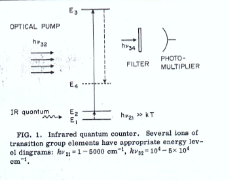 E3
OPTICAL PUMP
hν32
hν34
FILTER
PHOTO-
MULTIPLIER
E4
IR quantum
E2
E1
hν21 ≫ kT
FIG. 1. Infrared quantum counter. Several ions of
transition group elements have appropriate energy lev-
el diagrams: hν21 = 1 - 5000 cm⁻¹, hν32 = 10⁴ - 5× 10⁴
cm⁻¹.